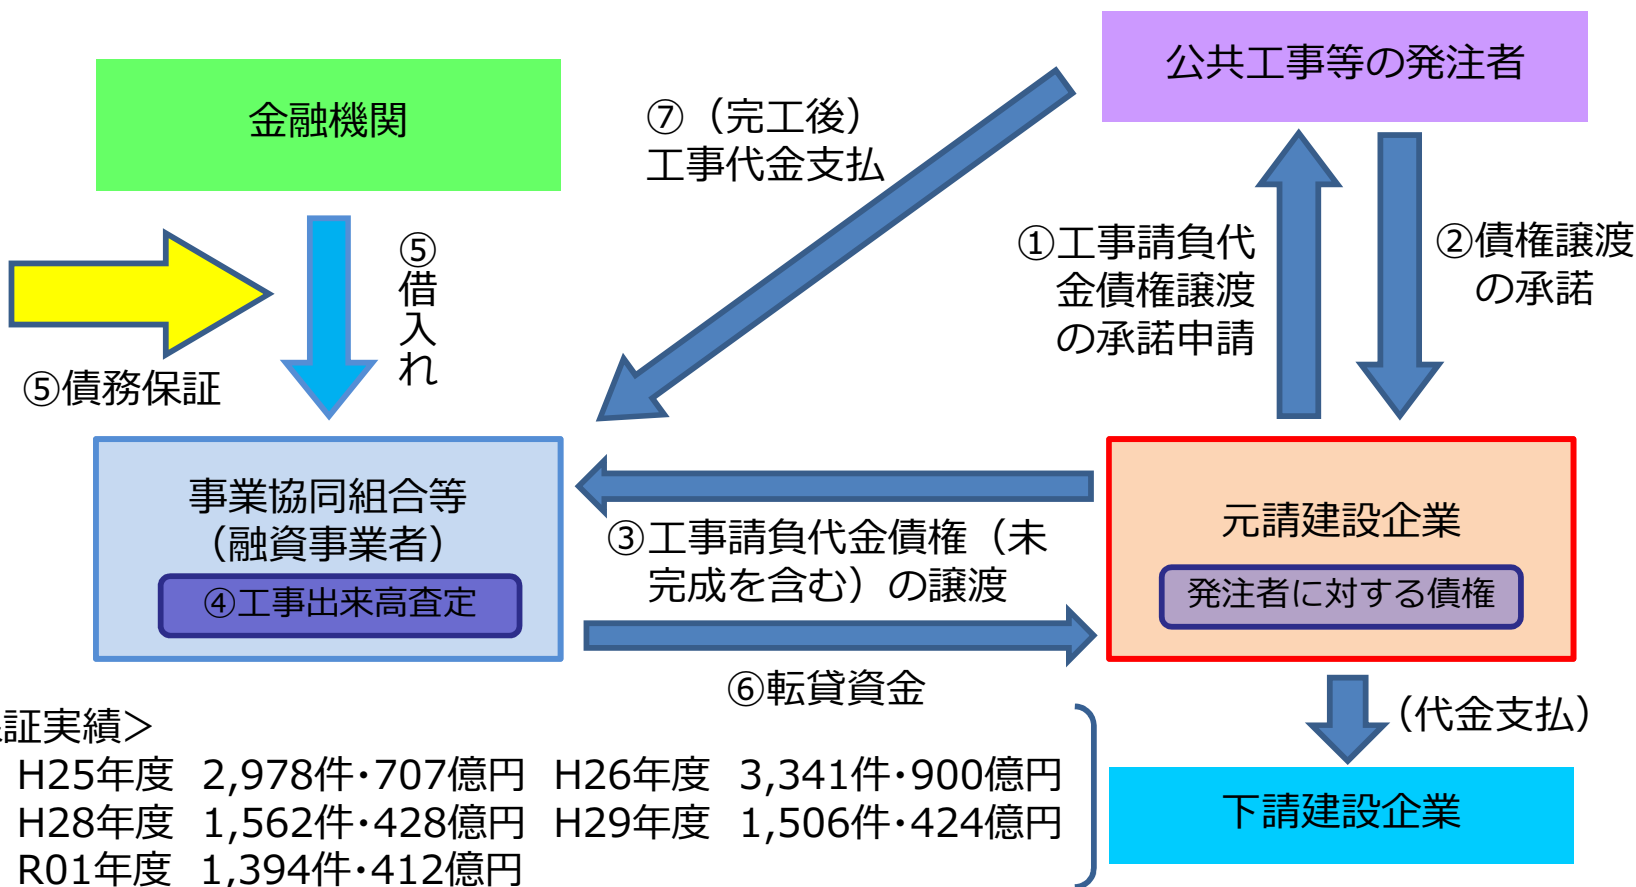 公共工事等の発注者
金融機関
⑦（完工後）
工事代金支払
①工事請負代
金債権譲渡
の承諾申請
②債権譲渡
の承諾
⑤借入れ
⑤債務保証
事業協同組合等
（融資事業者）
④工事出来高査定
③工事請負代金債権（未
完成を含む）の譲渡
元請建設企業
発注者に対する債権
⑥転貸資金
（代金支払）
証実績＞
H25年度 2,978件・707億円 H26年度 3,341件・900億円
H28年度 1,562件・428億円 H29年度 1,506件・424億円
R01年度 1,394件・412億円
下請建設企業